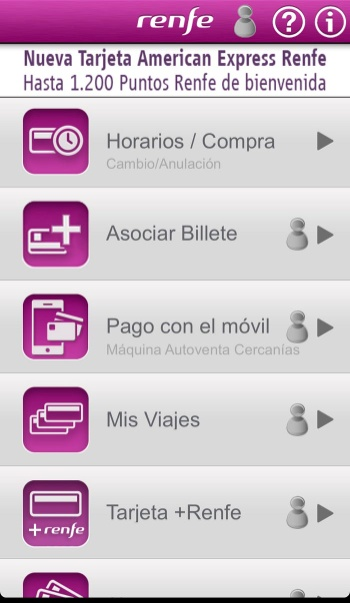 renfe ? i
Nueva Tarjeta American Express Renfe
Hasta 1.200 Puntos Renfe de bienvenida
Horarios / Compra
Cambio/Anulación
Asociar Billete
Pago con el móvil
Máquina Autoventa Cercanías
Mis Viajes
Tarjeta +Renfe
+renfe